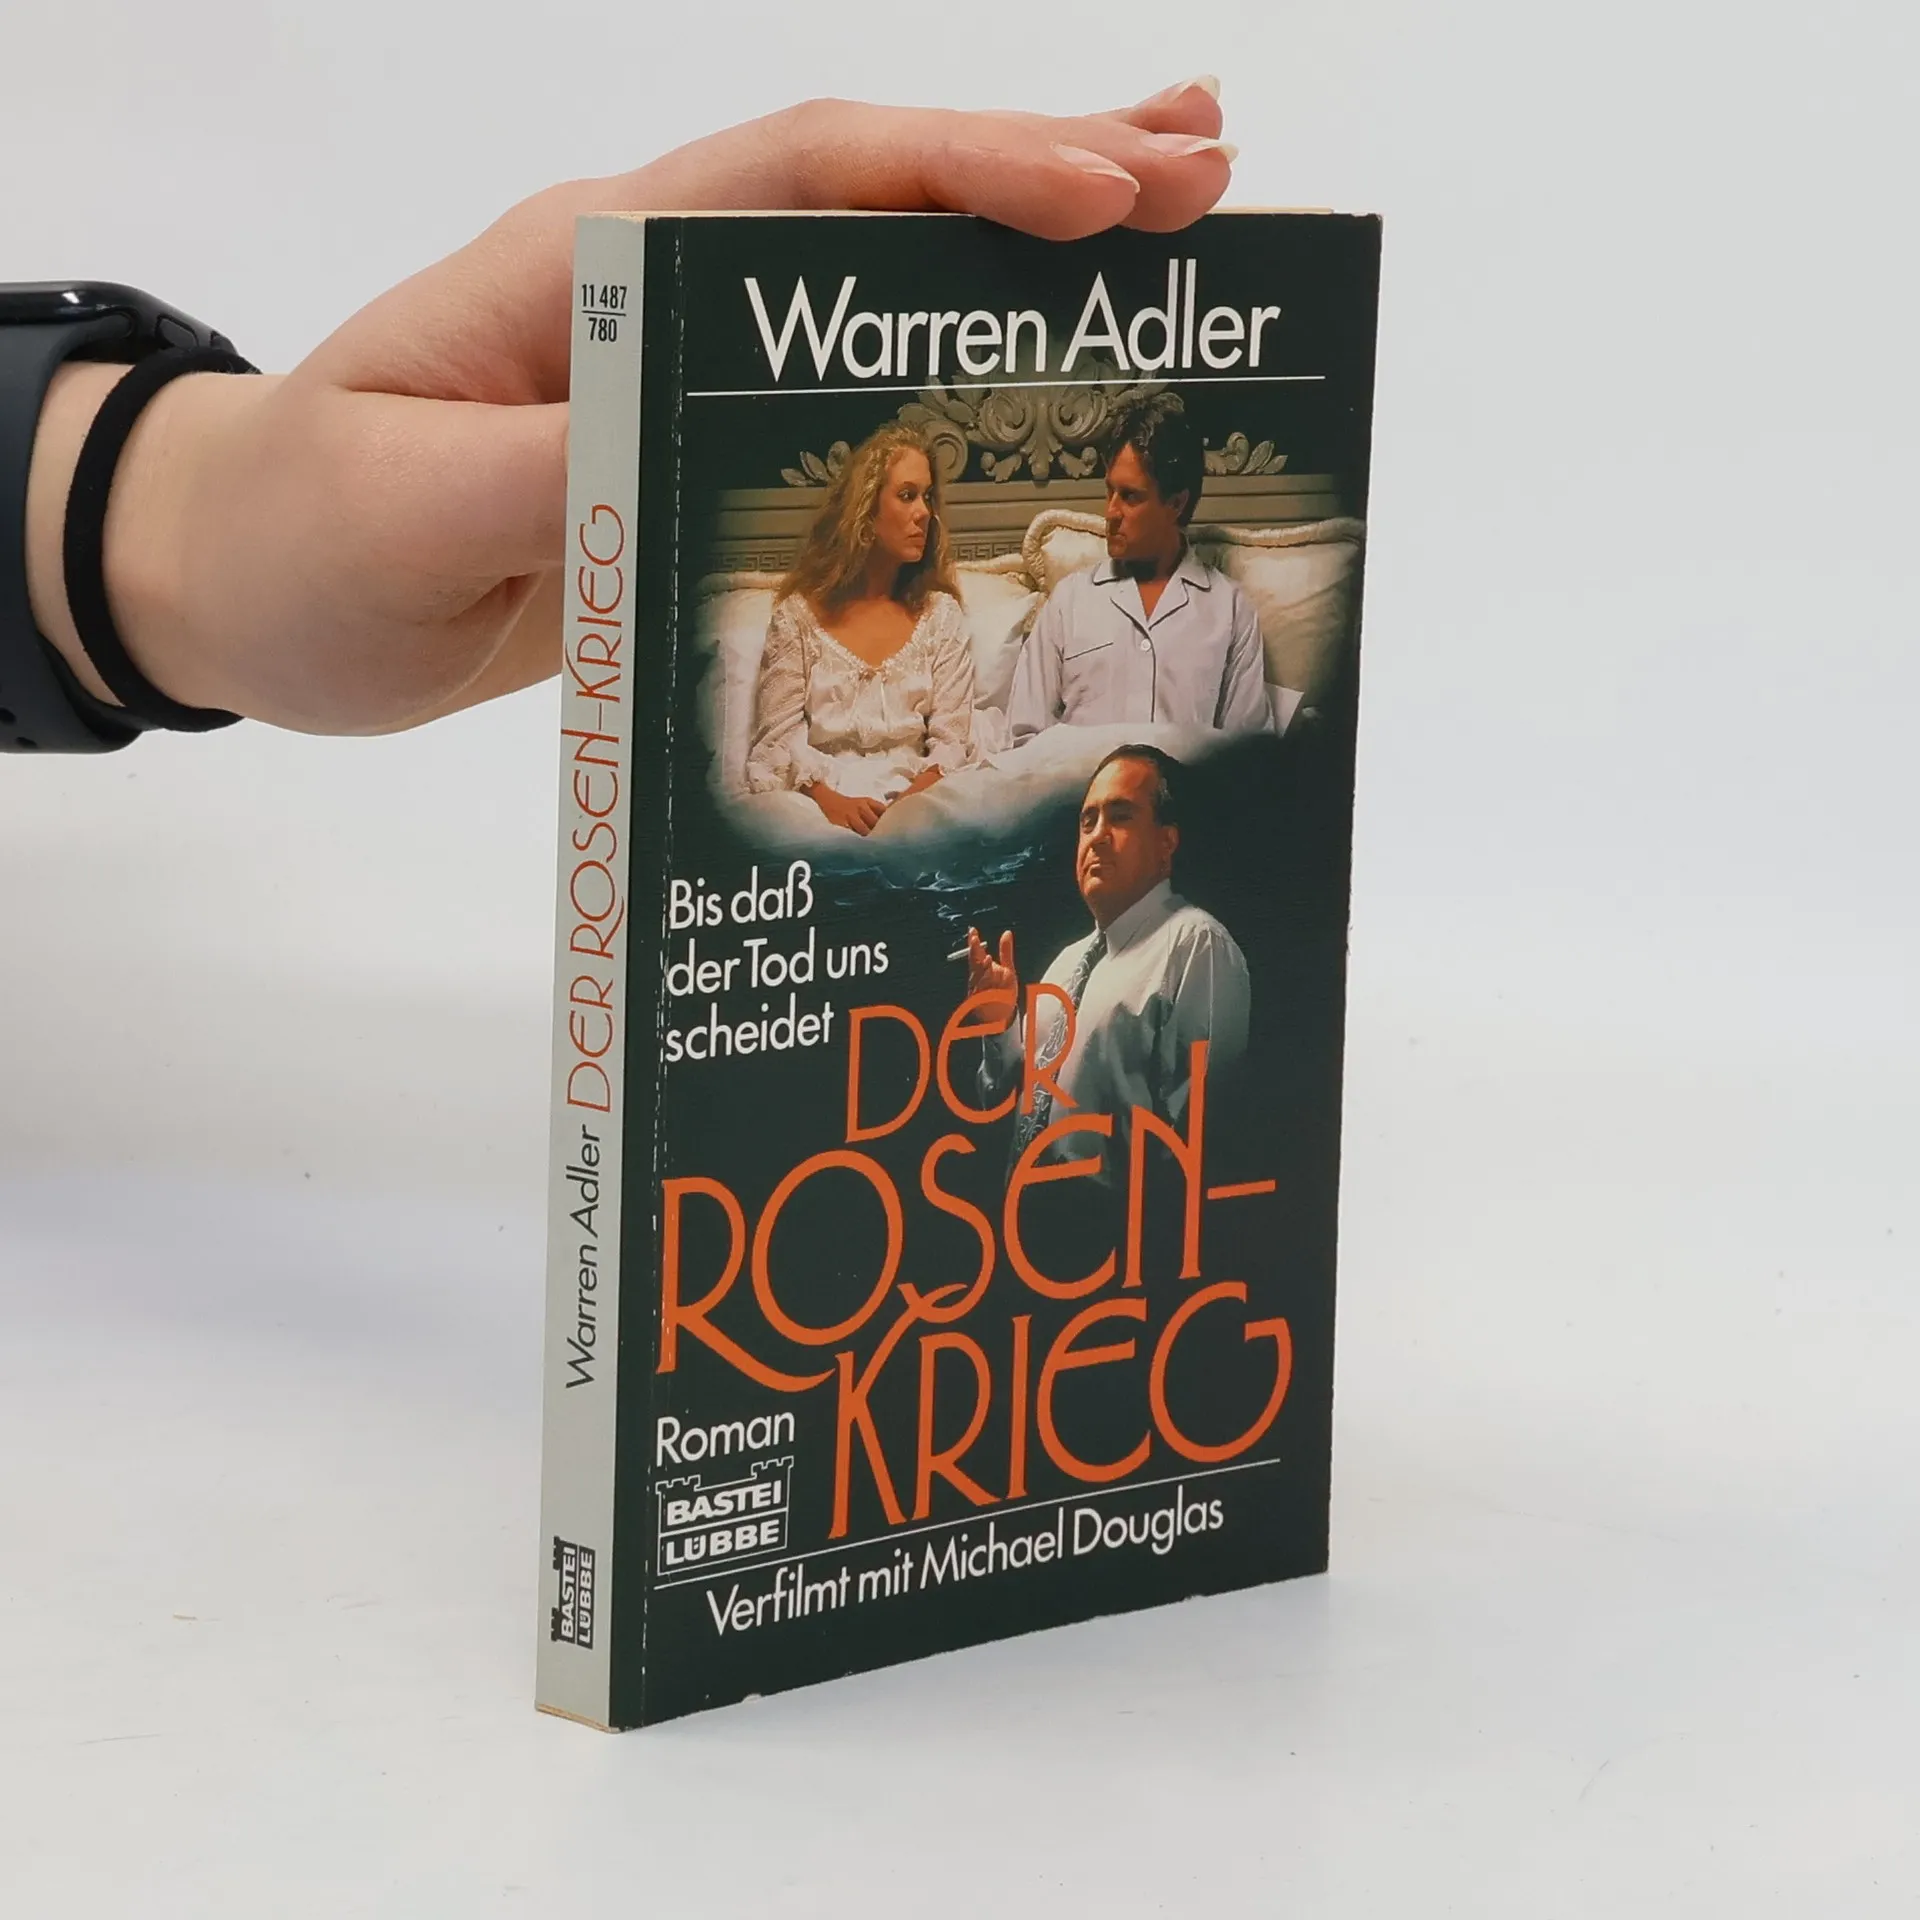 11 487
780
Warren Adler DER ROSEN-KRIEG
BASTEI
LÜBBE
Warren Adler
Bis daß
der Tod uns
scheidet
DER
ROSEN-
KRIEG
Roman
BASTEI
LÜBBE
Verfilmt mit Michael Douglas